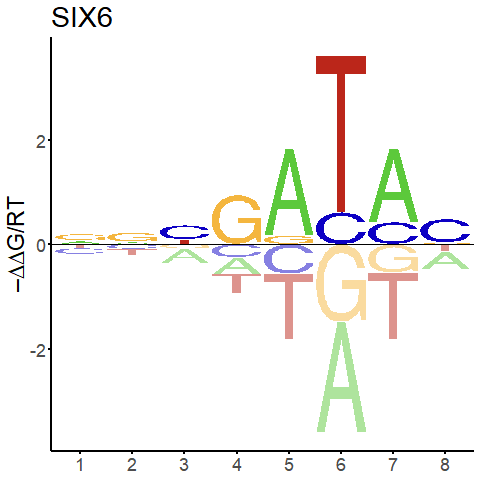 SIX6
−ΔΔG/RT
2
0
-2
G G C G A T A C
G C C C
C C T A C G G T
T A A T A T A
T
1 2 3 4 5 6 7 8